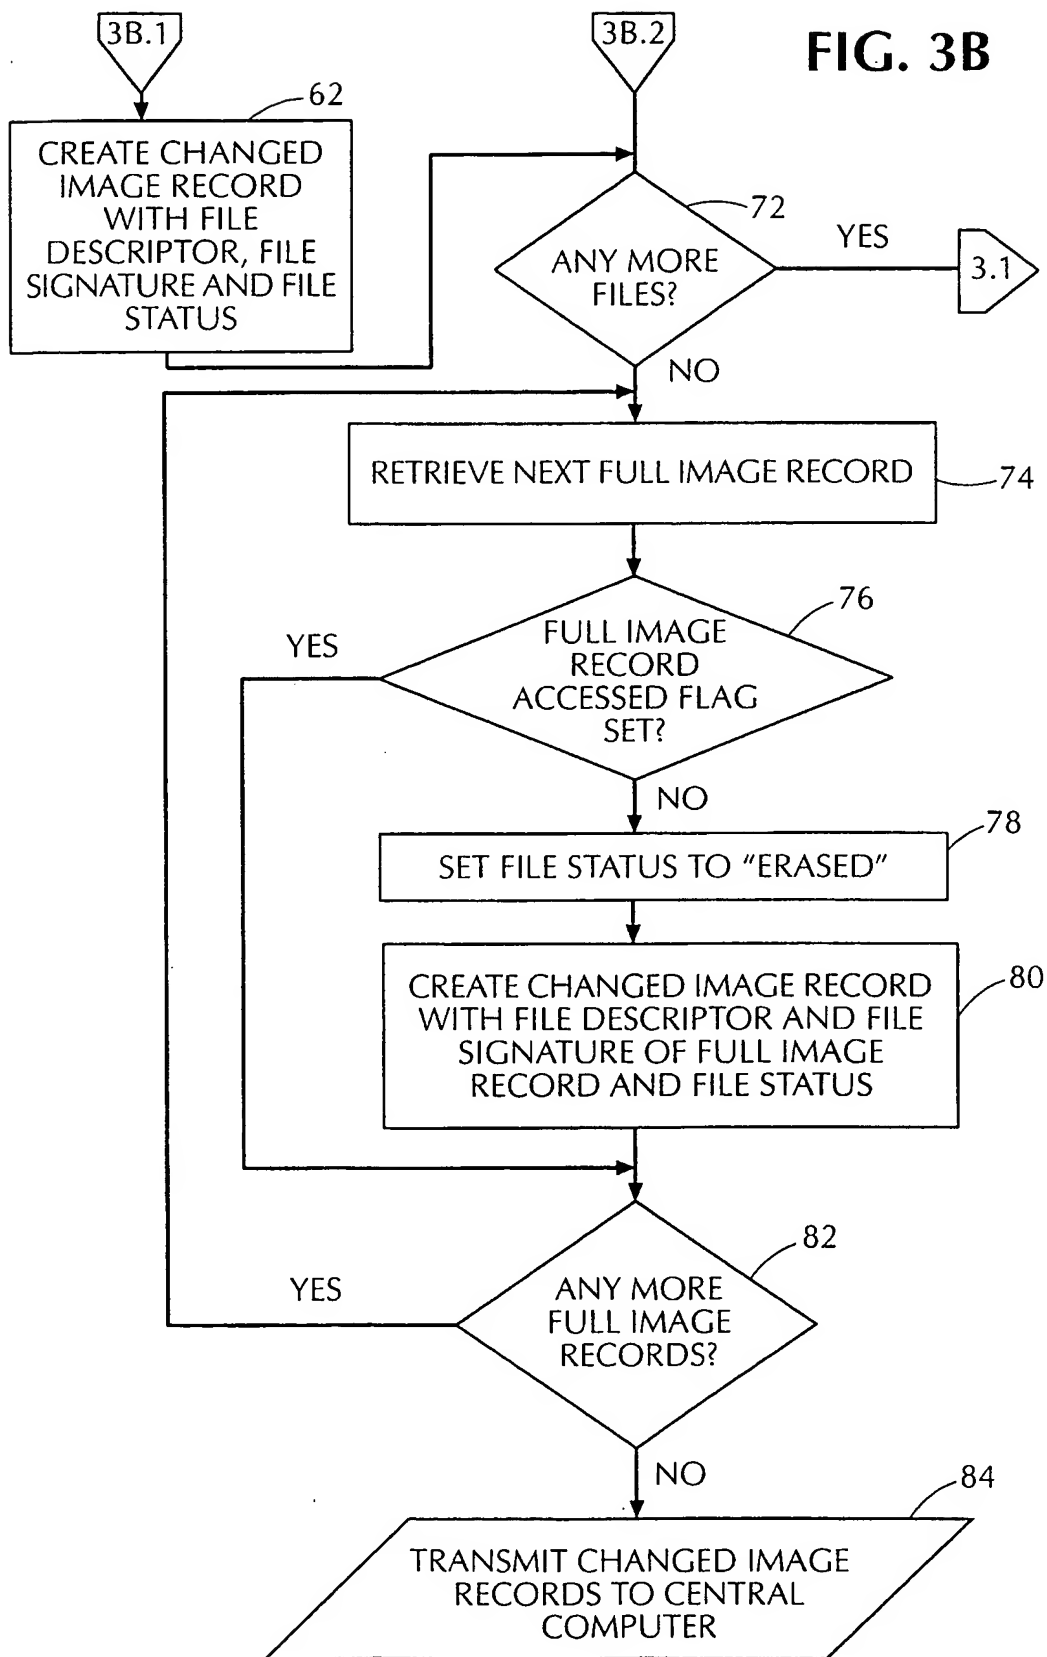 3B.1
3B.2
FIG. 3B
62
CREATE CHANGED
IMAGE RECORD
WITH FILE
DESCRIPTOR, FILE
SIGNATURE AND FILE
STATUS
72
ANY MORE
FILES?
YES
3.1
NO
RETRIEVE NEXT FULL IMAGE RECORD
74
76
FULL IMAGE
RECORD
ACCESSED FLAG
SET?
YES
NO
78
SET FILE STATUS TO "ERASED"
80
CREATE CHANGED IMAGE RECORD
WITH FILE DESCRIPTOR AND FILE
SIGNATURE OF FULL IMAGE
RECORD AND FILE STATUS
82
ANY MORE
FULL IMAGE
RECORDS?
YES
NO
84
TRANSMIT CHANGED IMAGE
RECORDS TO CENTRAL
COMPUTER